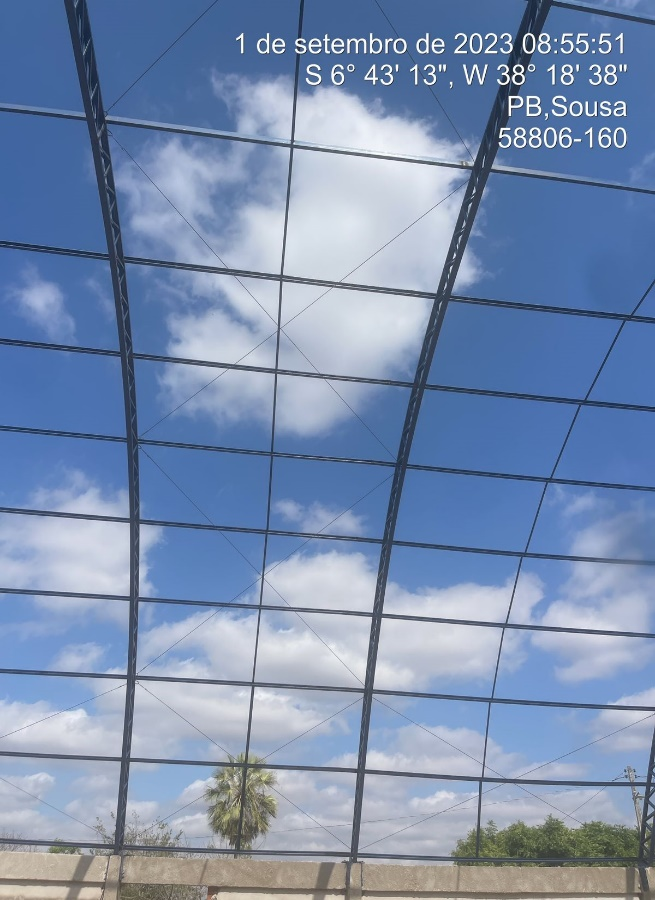 1 de setembro de 2023 08:55:51
S 6° 43' 13", W 38° 18' 38"
PB,Sousa
58806-160